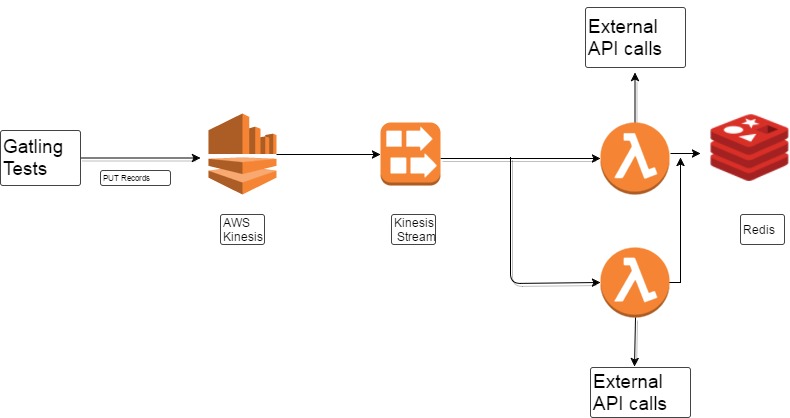 External
API calls
Gatling
Tests
PUT Records
λ
AWS
Kinesis
Kinesis
Stream
Redis
λ
External
API calls